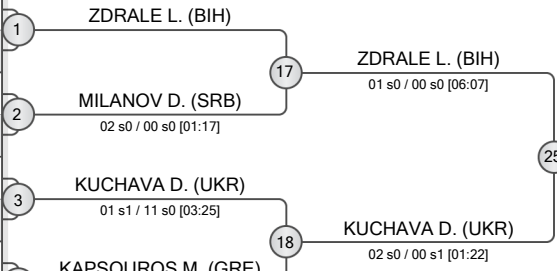 ZDRALE L. (BIH)
1
17
ZDRALE L. (BIH)
01 s0 / 00 s0 [06:07]
2
MILANOV D. (SRB)
02 s0 / 00 s0 [01:17]
25
3
KUCHAVA D. (UKR)
01 s1 / 11 s0 [03:25]
18
KUCHAVA D. (UKR)
02 s0 / 00 s1 [01:22]
KAPSOUROS M. (GRE)